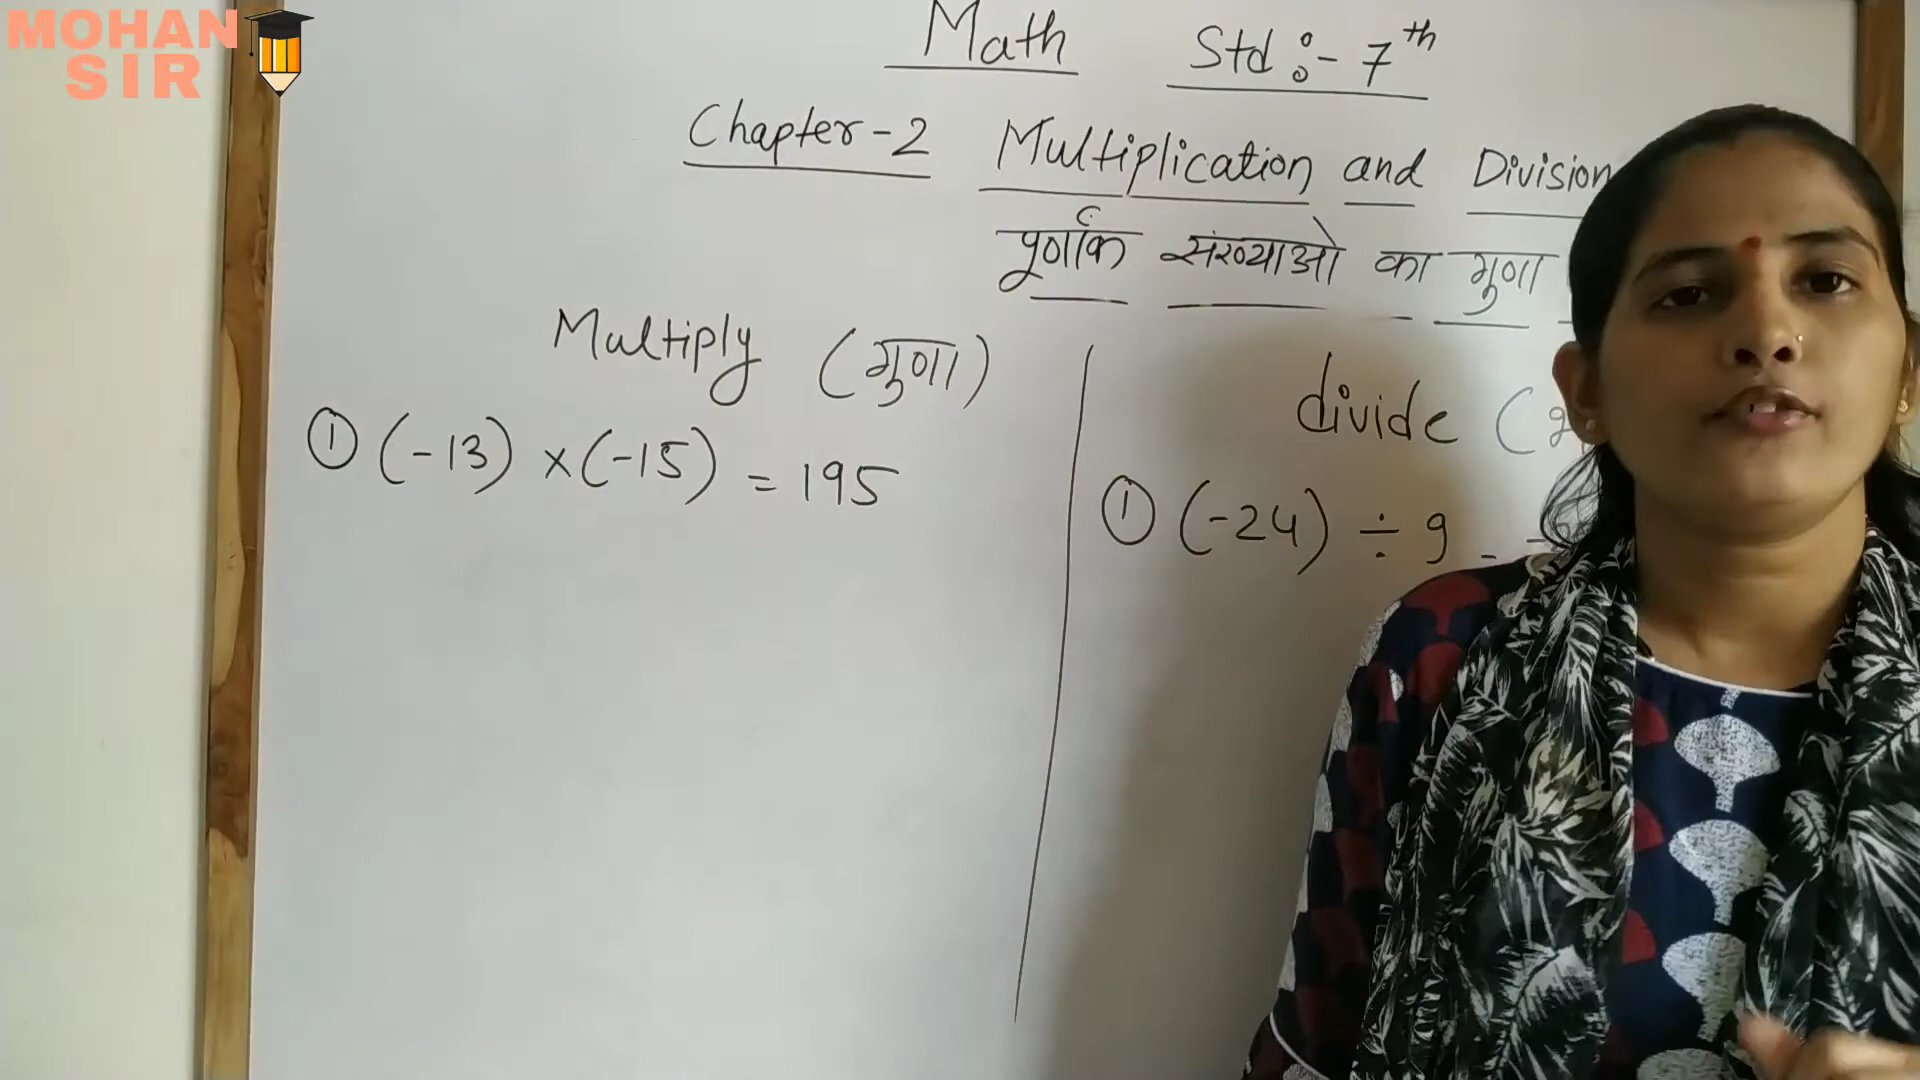 MOHAN
SIR
Math Std :- 7th
Chapter-2 Multiplication and Division
पूर्णांक संख्याओ का गुणा
Multiply (गुणा)
① (-13) × (-15) = 195
divide (
① (-24) ÷ 9 =